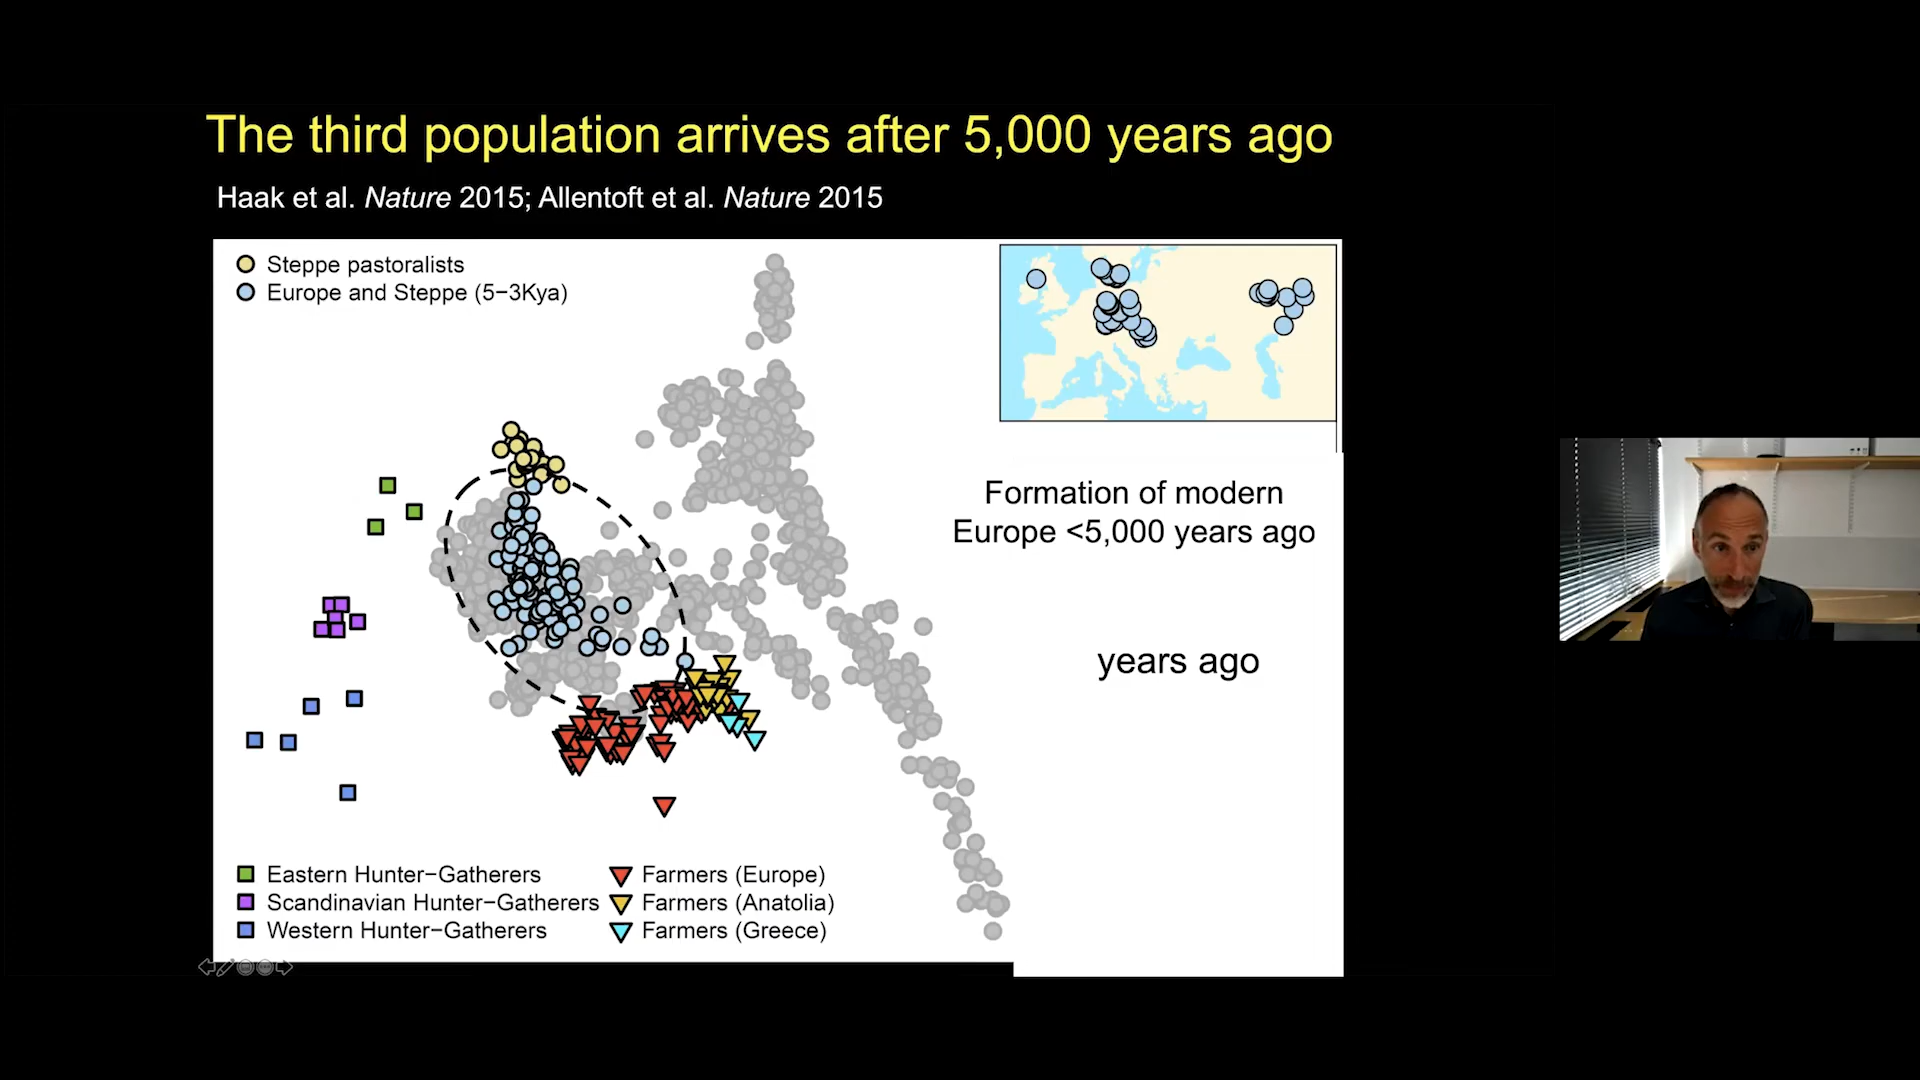 The third population arrives after 5,000 years ago
Haak et al. Nature 2015; Allentoft et al. Nature 2015
Steppe pastoralists
Europe and Steppe (5−3Kya)
Formation of modern
Europe <5,000 years ago
years ago
Eastern Hunter−Gatherers
Scandinavian Hunter−Gatherers
Western Hunter−Gatherers
Farmers (Europe)
Farmers (Anatolia)
Farmers (Greece)